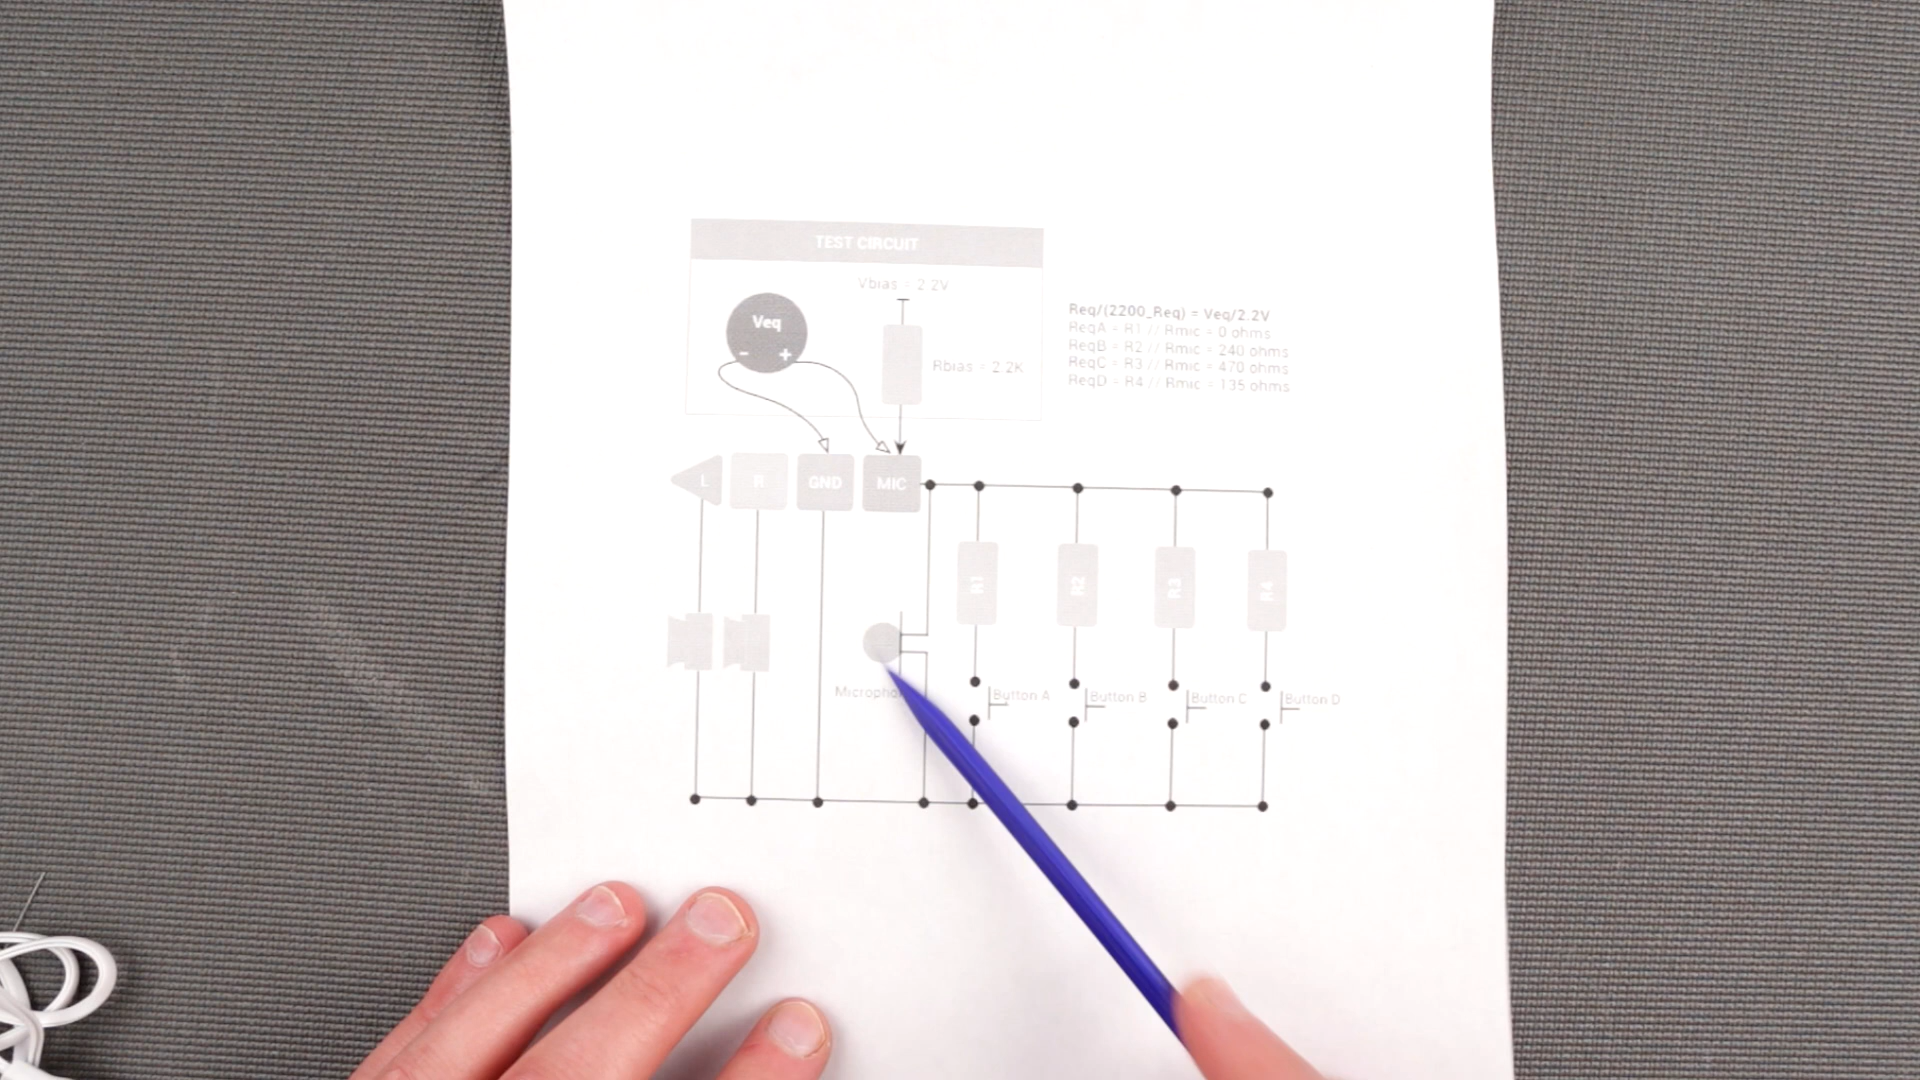 TEST CIRCUIT
Vbias = 2.2V
Veq
- +
Rbias = 2.2K
Req/(2200_Req) = Veq/2.2V
ReqA = R1 // Rmic = 0 ohms
ReqB = R2 // Rmic = 240 ohms
ReqC = R3 // Rmic = 470 ohms
ReqD = R4 // Rmic = 135 ohms
L R GND MIC
R1 R2 R3 R4
Button A Button B Button C Button D